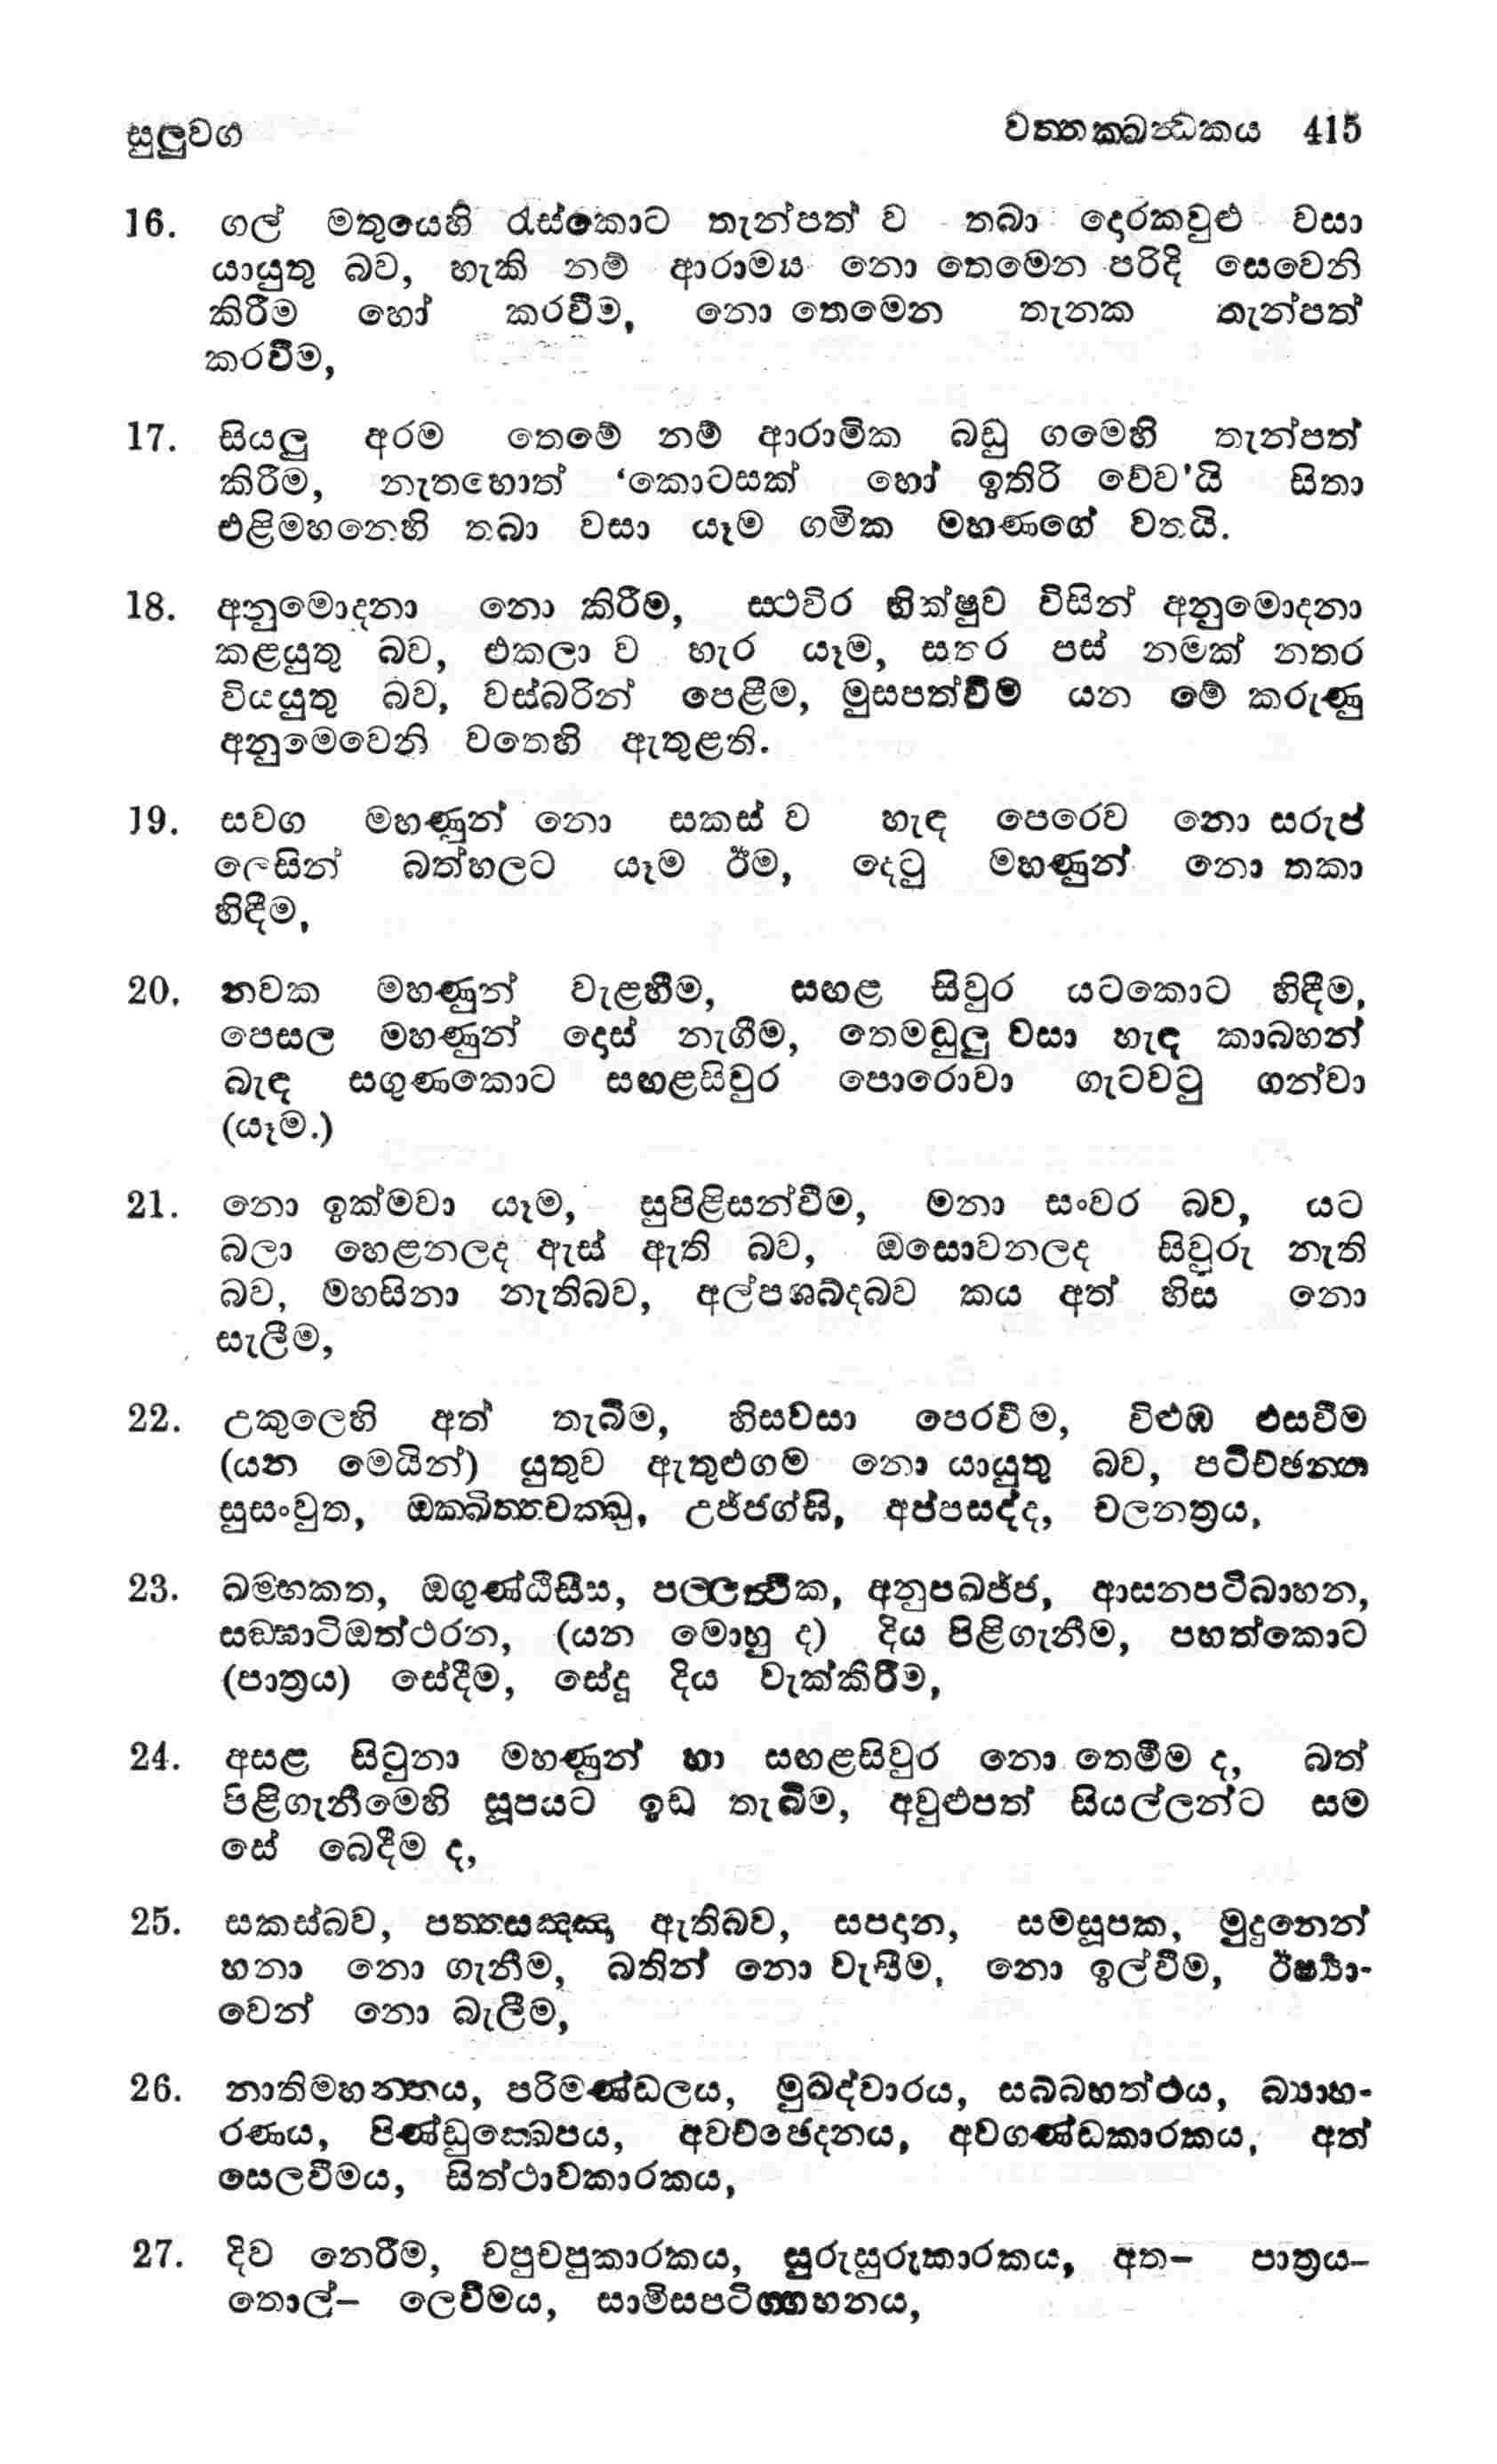 සුලුවග
වත්තක්ඛන්ධකය 415
16. ගල් මතුයෙහි රැස්කොට තැන්පත් ව තබා දොරකවුළු වසා
යායුතු බව, හැකි නම් ආරාමය නො තෙමෙන පරිදි සෙවෙනි
කිරීම හෝ කරවීම, නො තෙමෙන තැනක තැන්පත්
කරවීම,
17. සියලු අරම තෙමේ නම් ආරාමික බඩු ගමෙහි තැන්පත්
කිරීම, නැතහොත් ‘කොටසක් හෝ ඉතිරි වේව’යි සිතා
එළිමහනෙහි තබා වසා යෑම ගමික මහණගේ වතයි.
18. අනුමොදනා නො කිරීම, ස්ථවිර භික්ෂුව විසින් අනුමොදනා
කළයුතු බව, එකලා ව හැර යෑම, සතර පස් නමක් නතර
වියයුතු බව, වස්බරින් පෙළීම, මුසපත්වීම යන මේ කරුණු
අනුමෙවෙනි වතෙහි ඇතුළති.
19. සවග මහණුන් නො සකස් ව හැඳ පෙරෙව නො සරුප්
ලෙසින් බත්හලට යෑම ඊම, දෙටු මහණුන් නො තකා
හිඳීම,
20. නවක මහණුන් වැළහීම, සඟළ සිවුර යටකොට හිඳීම,
පෙසල මහණුන් දොස් නැගීම, තෙමඬුලු වසා හැඳ කාබහන්
බැඳ සගුණකොට සඟළසිවුර පොරොවා ගැටවටු ගන්වා
(යෑම.)
21. නො ඉක්මවා යෑම, සුපිළිසන්වීම, මනා සංවර බව, යට
බලා හෙළනලද ඇස් ඇති බව, ඔසොවනලද සිවුරු නැති
බව, මහසිනා නැතිබව, අල්පශබ්දබව කය අත් හිස නො
සැලීම,
22. උකුලෙහි අත් තැබීම, හිසවසා පෙරවීම, විළුඹ එසවීම
(යන මෙයින්) යුතුව ඇතුළුගම නො යායුතු බව, පටිච්ඡන්න
සුසංවුත, ඔක්ඛිත්තචක්ඛු, උජ්ජග්ඝි, අප්පසද්ද, චලනත්‍රය,
23. ඛම්භකත, ඔගුණ්ඨිසීස, පල්ලත්ථික, අනුපඛජ්ජ, ආසනපටිබාහන,
සඞ්ඝාටිඔත්ථරන, (යන මොහු ද) දිය පිළිගැනීම, පහත්කොට
(පාත්‍රය) සේදීම, සේදූ දිය වැක්කිරීම,
24. අසළ සිටුනා මහණුන් හා සඟළසිවුර නො තෙමීම ද, බත්
පිළිගැනීමෙහි සූපයට ඉඩ තැබීම, අවුළුපත් සියල්ලන්ට සම
සේ බෙදීම ද,
25. සකස්බව, පත්තසඤ්ඤා ඇතිබව, සපදාන, සමසූපක, මුදුනෙන්
හනා නො ගැනීම, බතින් නො වැසීම, නො ඉල්වීම, ඊර්ෂ්‍යා-
වෙන් නො බැලීම,
26. නාතිමහන්තය, පරිමණ්ඩලය, මුඛද්වාරය, සබ්බහත්ථය, බ්‍යාහ-
රණය, පිණ්ඩුක්ඛෙපය, අවච්ඡෙදනය, අවගණ්ඩකාරකය, අත්
සෙලවීමය, සිත්ථාවකාරකය,
27. දිව නෙරීම, චපුචපුකාරකය, සුරුසුරුකාරකය, අත– පාත්‍රය–
තොල්– ලෙවීමය, සාමිසපටිග්ගහනය,